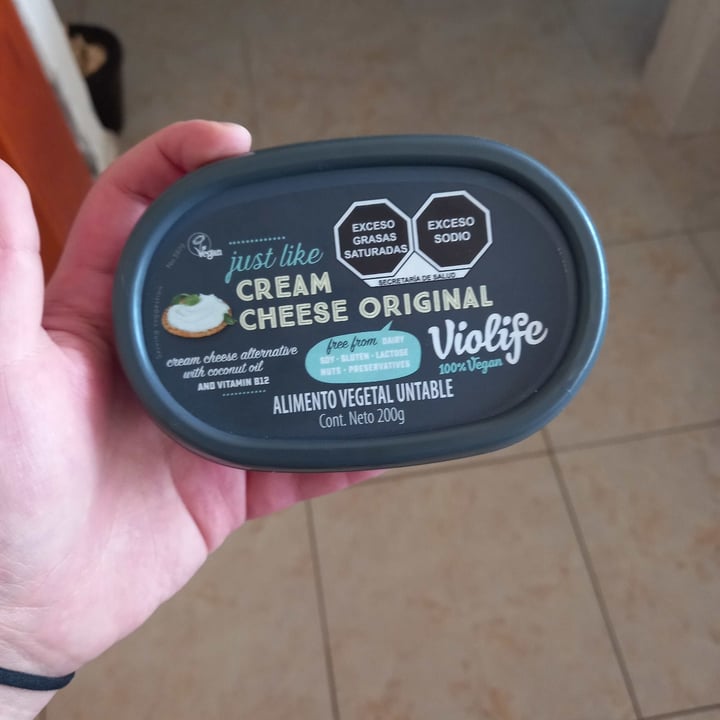 Vegan
just like
CREAM
CHEESE ORIGINAL
EXCESO
GRASAS
SATURADAS
EXCESO
SODIO
SECRETARÍA DE SALUD
cream cheese alternative
with coconut oil
AND VITAMIN B12
free from DAIRY
SOY · GLUTEN · LACTOSE
NUTS · PRESERVATIVES
Violife
100% Vegan
ALIMENTO VEGETAL UNTABLE
Cont. Neto 200g
Serving suggestion